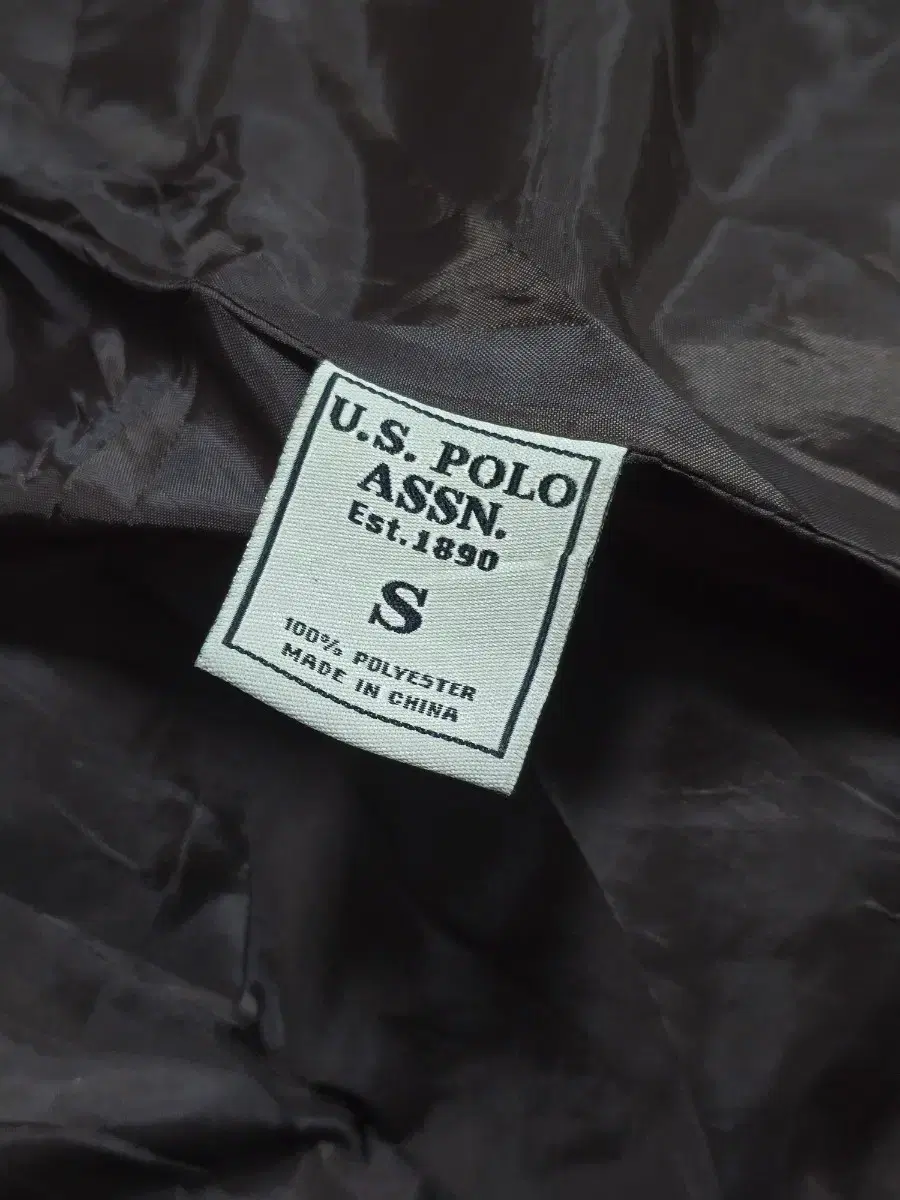 U.S. POLO
ASSN.
Est.1890
S
100% POLYESTER
MADE IN CHINA